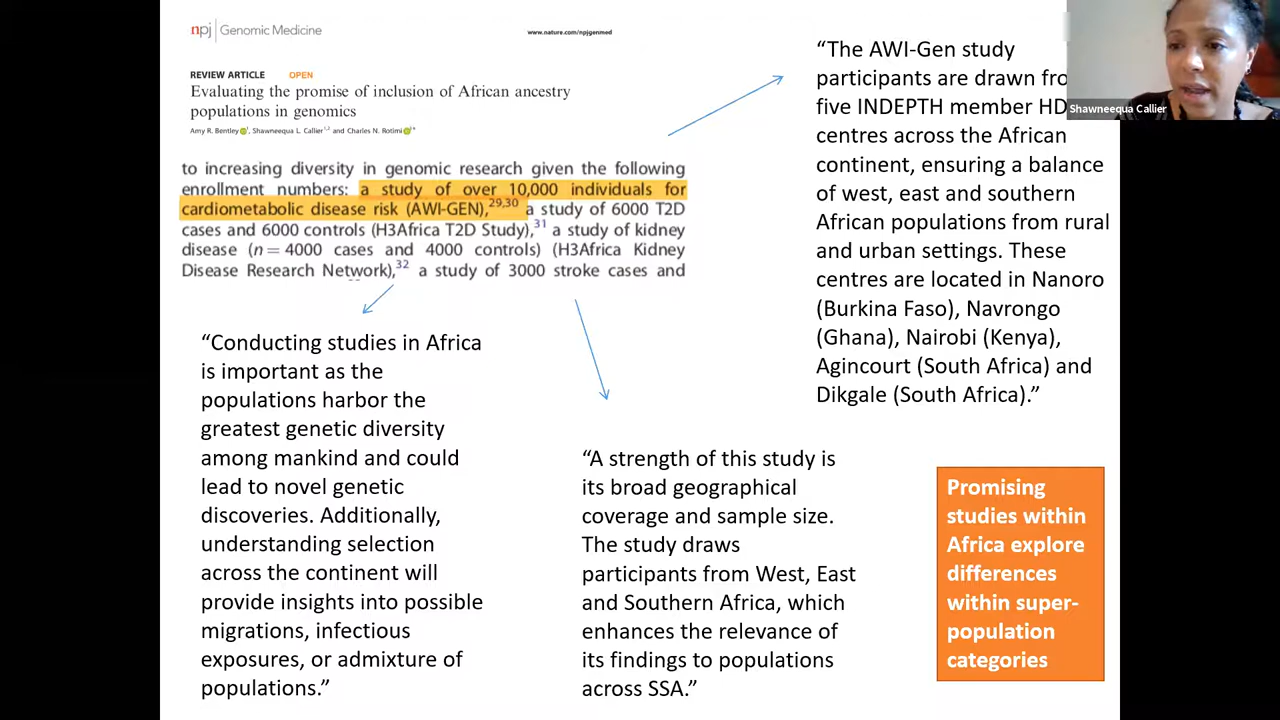 npj | Genomic Medicine
www.nature.com/npjgenmed
REVIEW ARTICLE OPEN
Evaluating the promise of inclusion of African ancestry
populations in genomics
Amy R. Bentley, Shawneequa L. Callier and Charles N. Rotimi
to increasing diversity in genomic research given the following
enrollment numbers: a study of over 10,000 individuals for
cardiometabolic disease risk (AWI-GEN),29,30 a study of 6000 T2D
cases and 6000 controls (H3Africa T2D Study),31 a study of kidney
disease (n = 4000 cases and 4000 controls) (H3Africa Kidney
Disease Research Network),32 a study of 3000 stroke cases and
“Conducting studies in Africa
is important as the
populations harbor the
greatest genetic diversity
among mankind and could
lead to novel genetic
discoveries. Additionally,
understanding selection
across the continent will
provide insights into possible
migrations, infectious
exposures, or admixture of
populations.”
“A strength of this study is
its broad geographical
coverage and sample size.
The study draws
participants from West, East
and Southern Africa, which
enhances the relevance of
its findings to populations
across SSA.”
“The AWI-Gen study
participants are drawn fro
five INDEPTH member HD
centres across the African
continent, ensuring a balance
of west, east and southern
African populations from rural
and urban settings. These
centres are located in Nanoro
(Burkina Faso), Navrongo
(Ghana), Nairobi (Kenya),
Agincourt (South Africa) and
Dikgale (South Africa).”
Promising
studies within
Africa explore
differences
within super-
population
categories
Shawneequa Callier